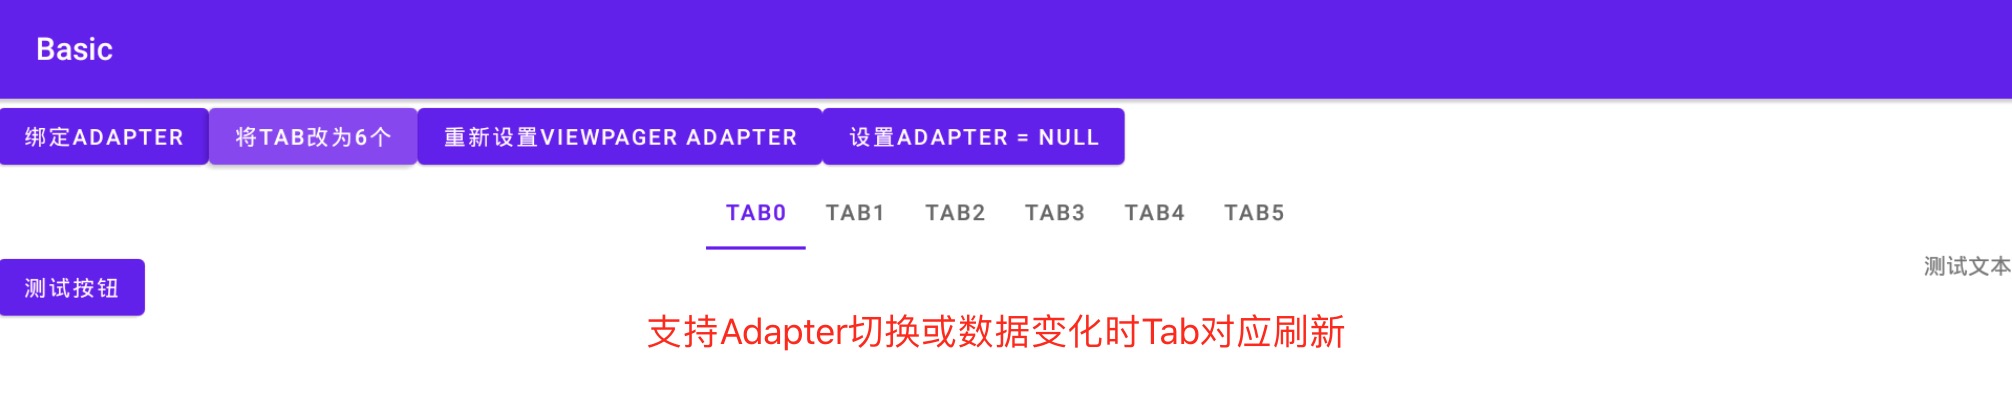 Basic
绑定ADAPTER 将TAB改为6个 重新设置VIEWPAGER ADAPTER 设置ADAPTER = NULL
TAB0 TAB1 TAB2 TAB3 TAB4 TAB5
测试文本
测试按钮
支持Adapter切换或数据变化时Tab对应刷新